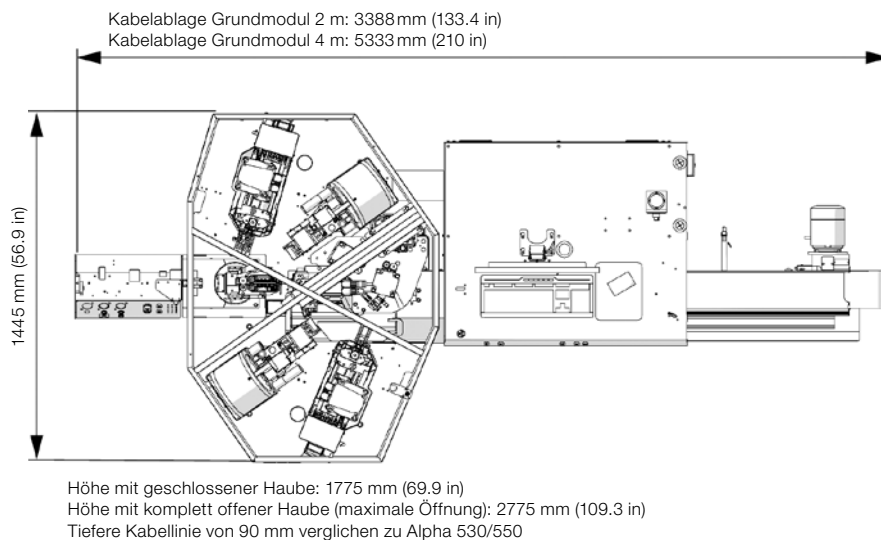 Kabelablage Grundmodul 2 m: 3388 mm (133.4 in)
Kabelablage Grundmodul 4 m: 5333 mm (210 in)
1445 mm (56.9 in)
Höhe mit geschlossener Haube: 1775 mm (69.9 in)
Höhe mit komplett offener Haube (maximale Öffnung): 2775 mm (109.3 in)
Tiefere Kabellinie von 90 mm verglichen zu Alpha 530/550